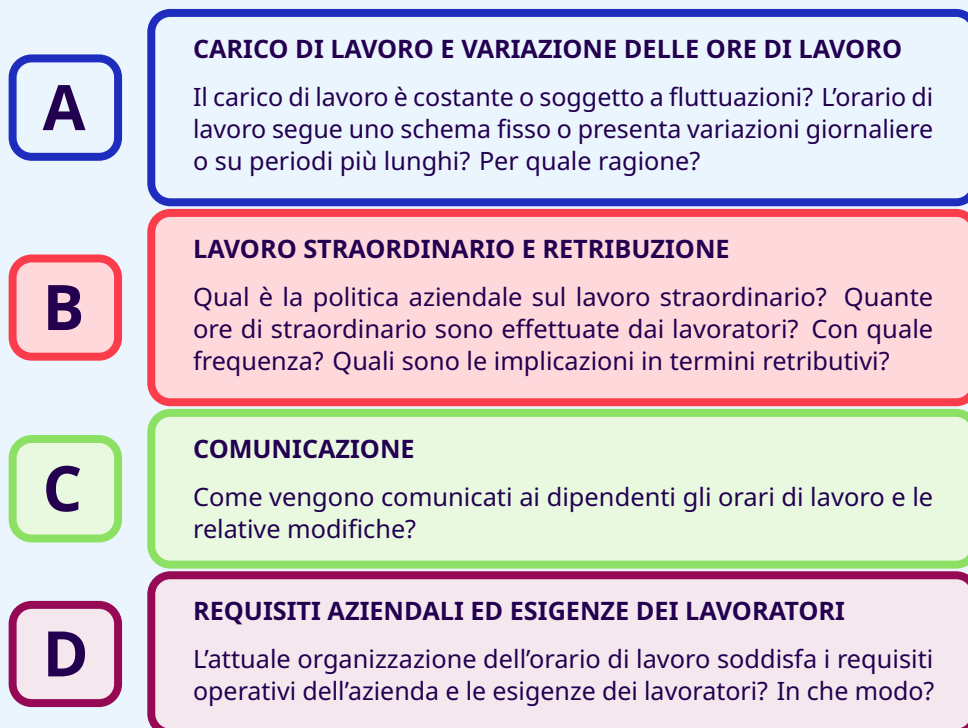 A
CARICO DI LAVORO E VARIAZIONE DELLE ORE DI LAVORO
Il carico di lavoro è costante o soggetto a fluttuazioni? L’orario di
lavoro segue uno schema fisso o presenta variazioni giornaliere
o su periodi più lunghi? Per quale ragione?
B
LAVORO STRAORDINARIO E RETRIBUZIONE
Qual è la politica aziendale sul lavoro straordinario? Quante
ore di straordinario sono effettuate dai lavoratori? Con quale
frequenza? Quali sono le implicazioni in termini retributivi?
C
COMUNICAZIONE
Come vengono comunicati ai dipendenti gli orari di lavoro e le
relative modifiche?
D
REQUISITI AZIENDALI ED ESIGENZE DEI LAVORATORI
L’attuale organizzazione dell’orario di lavoro soddisfa i requisiti
operativi dell’azienda e le esigenze dei lavoratori? In che modo?